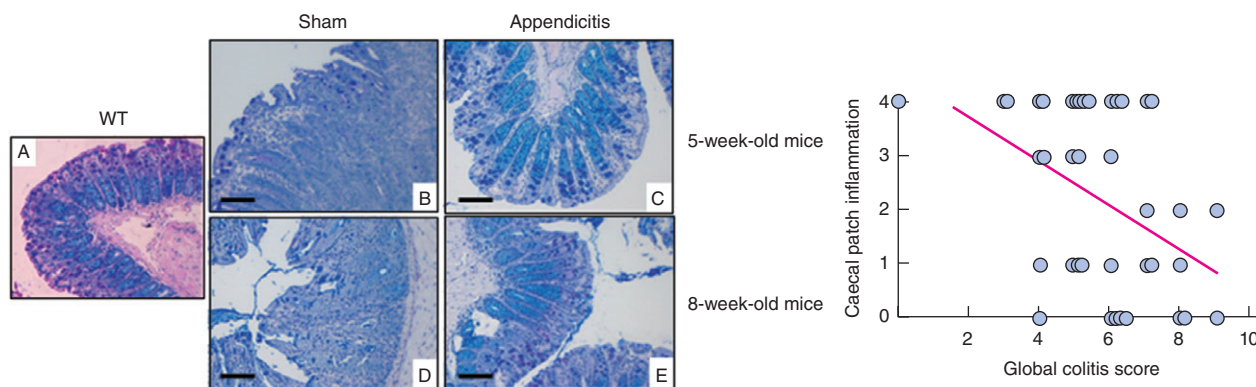 Sham
Appendicitis
WT
A
B
C
5-week-old mice
D
E
8-week-old mice
Caecal patch inflammation
4
3
2
1
0
2
4
6
8
10
Global colitis score